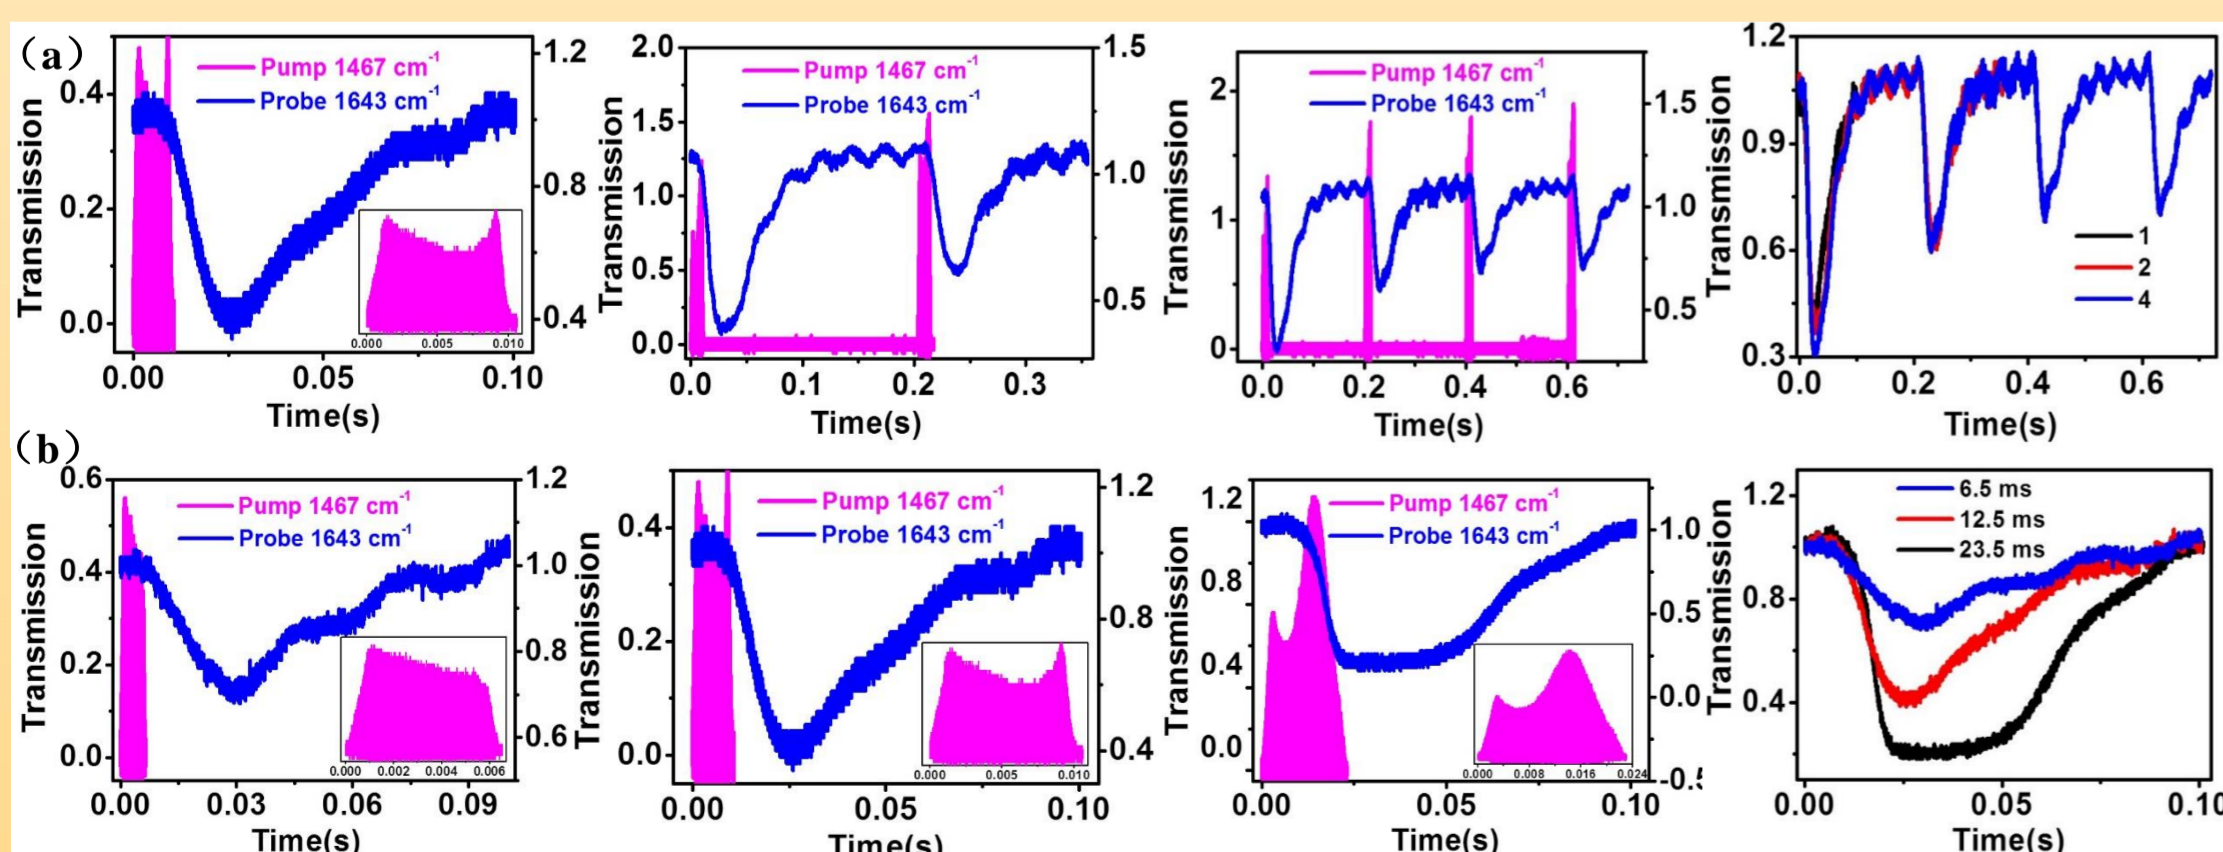 (a)
Pump 1467 cm-1
Probe 1643 cm-1
Transmission
0.4
0.2
0.0
1.2
0.8
0.4
0.000 0.005 0.010
0.00 0.05 0.10
Time(s)
Pump 1467 cm-1
Probe 1643 cm-1
Transmission
2.0
1.5
1.0
0.5
0.0
1.5
1.0
0.5
0.0 0.1 0.2 0.3
Time(s)
Pump 1467 cm-1
Probe 1643 cm-1
Transmission
2
1
0
1.5
1.0
0.5
0.0 0.2 0.4 0.6
Time(s)
Transmission
1.2
0.9
0.6
0.3
1
2
4
0.0 0.2 0.4 0.6
Time(s)
(b)
Pump 1467 cm-1
Probe 1643 cm-1
Transmission
0.6
0.4
0.2
0.0
1.2
1.0
0.8
0.6
0.000 0.002 0.004 0.006
0.00 0.03 0.06 0.09
Time(s)
Pump 1467 cm-1
Probe 1643 cm-1
Transmission
0.4
0.2
0.0
1.2
0.8
0.4
0.000 0.005 0.010
0.00 0.05 0.10
Time(s)
Pump 1467 cm-1
Probe 1643 cm-1
Transmission
1.2
0.8
0.4
0.0
1.0
0.5
0.0
-0.5
0.000 0.008 0.016 0.024
0.00 0.05 0.10
Time(s)
Transmission
1.2
0.8
0.4
6.5 ms
12.5 ms
23.5 ms
0.00 0.05 0.10
Time(s)